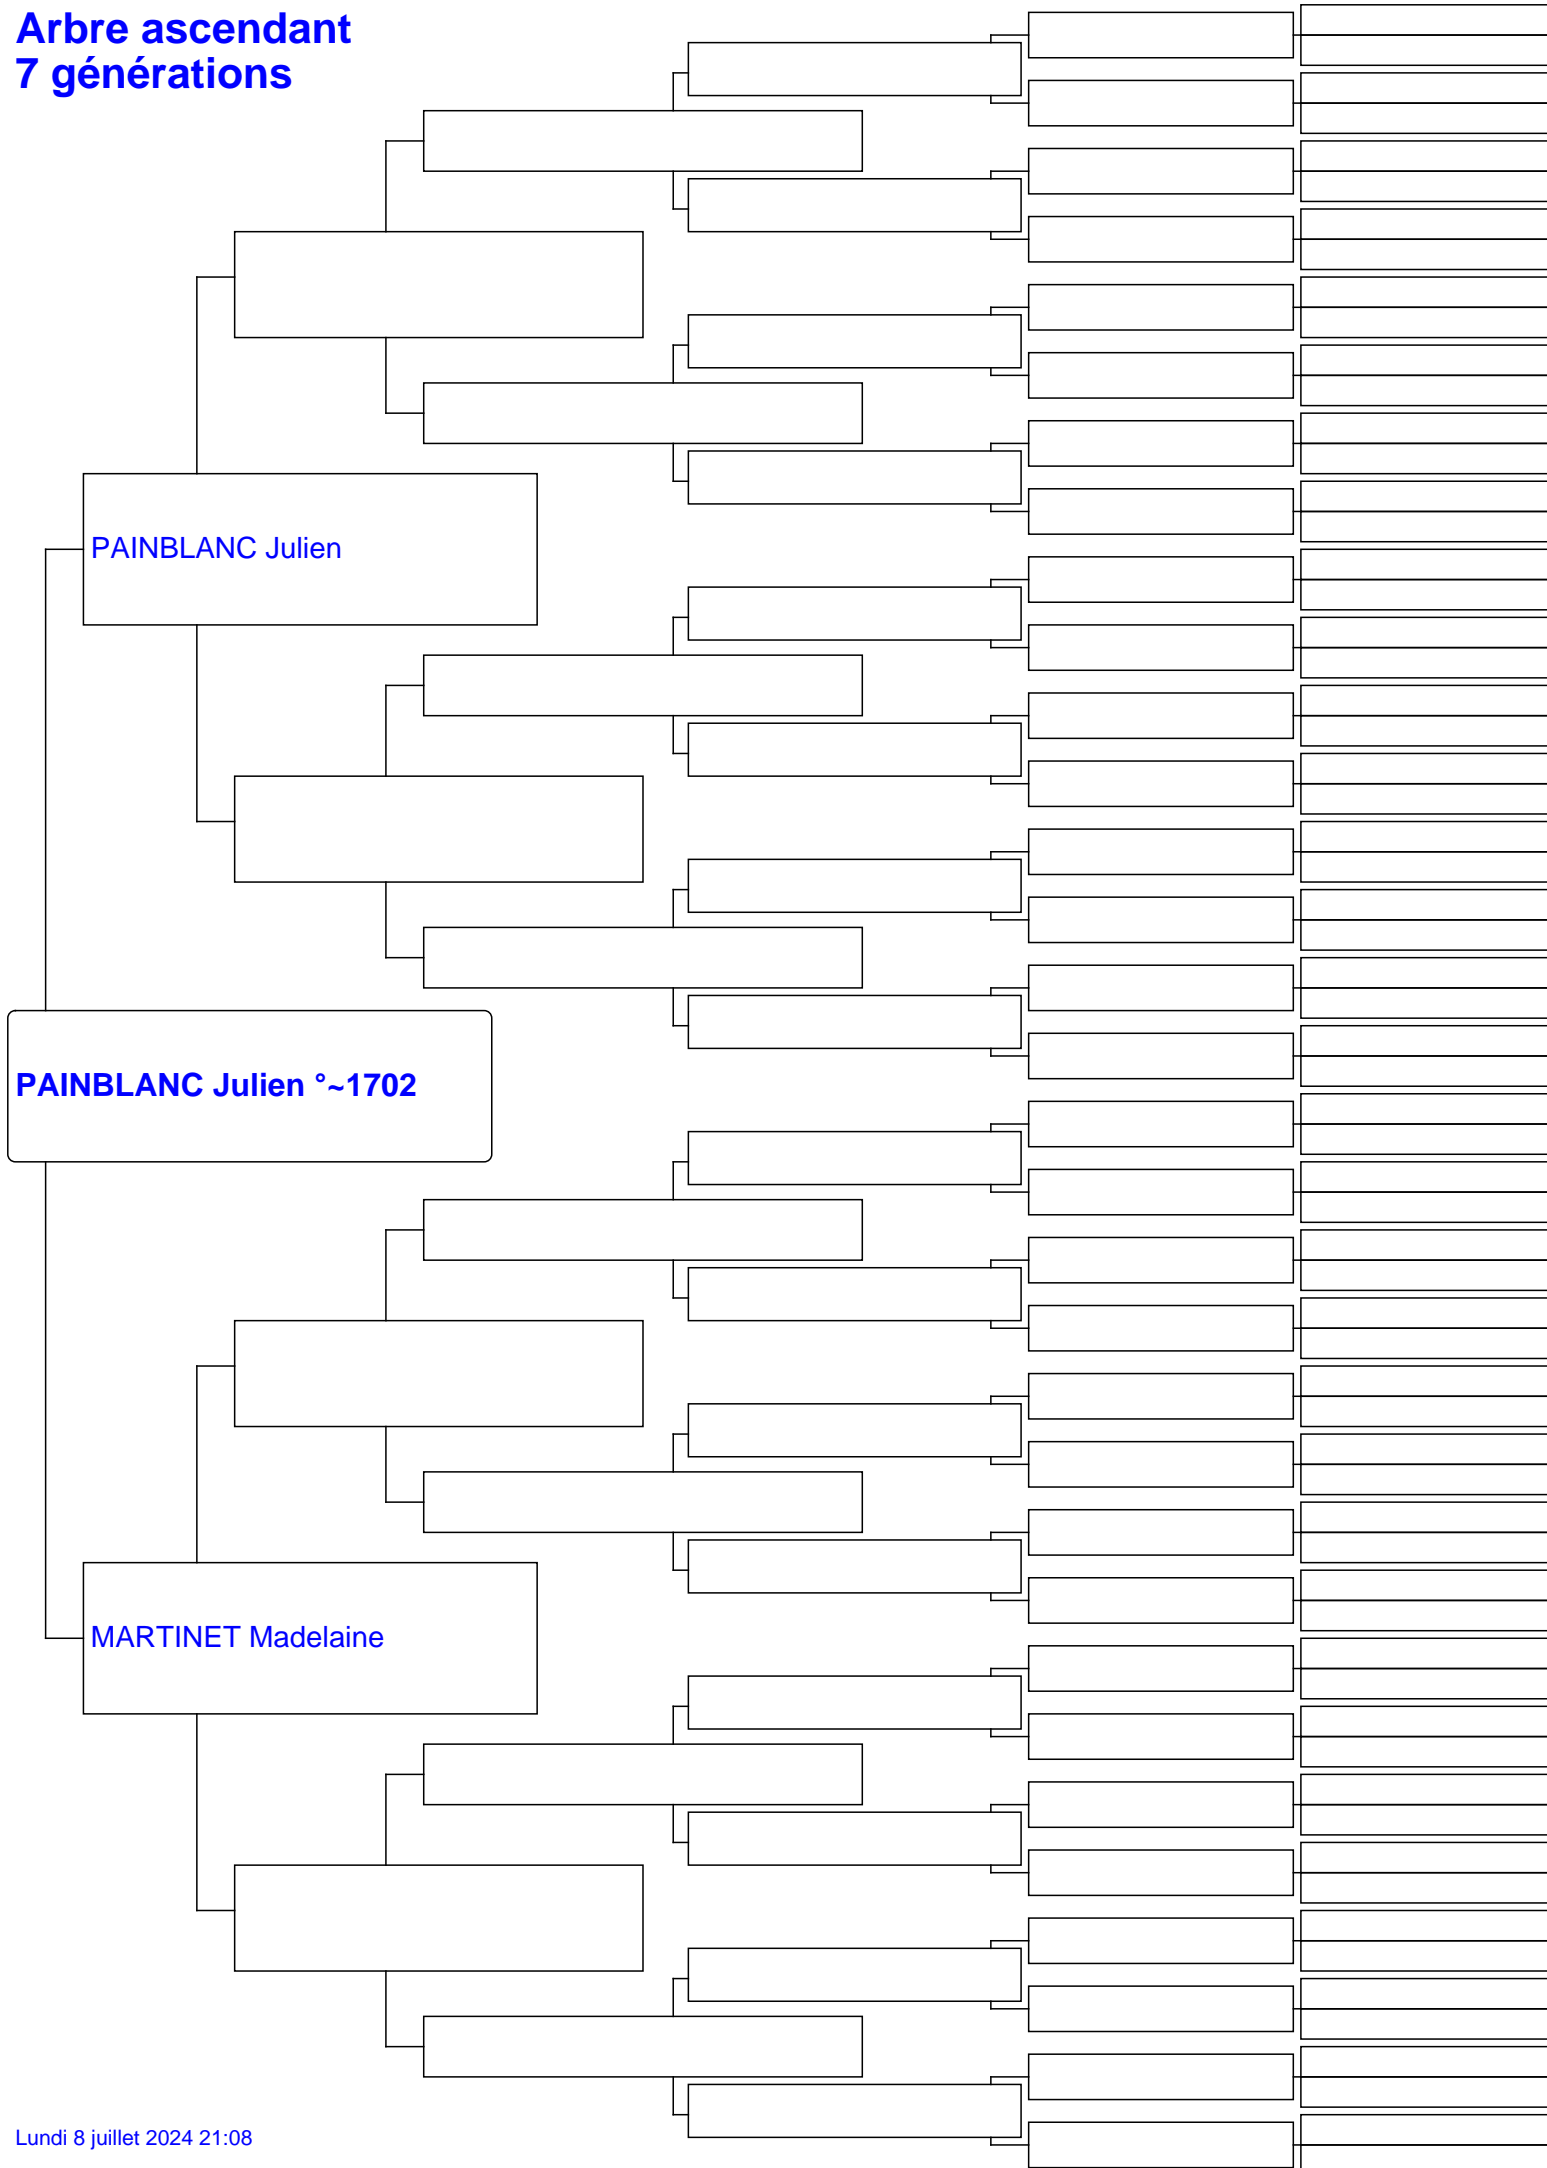 Arbre ascendant
7 générations
PAINBLANC Julien
PAINBLANC Julien °~1702
MARTINET Madelaine
Lundi 8 juillet 2024 21:08